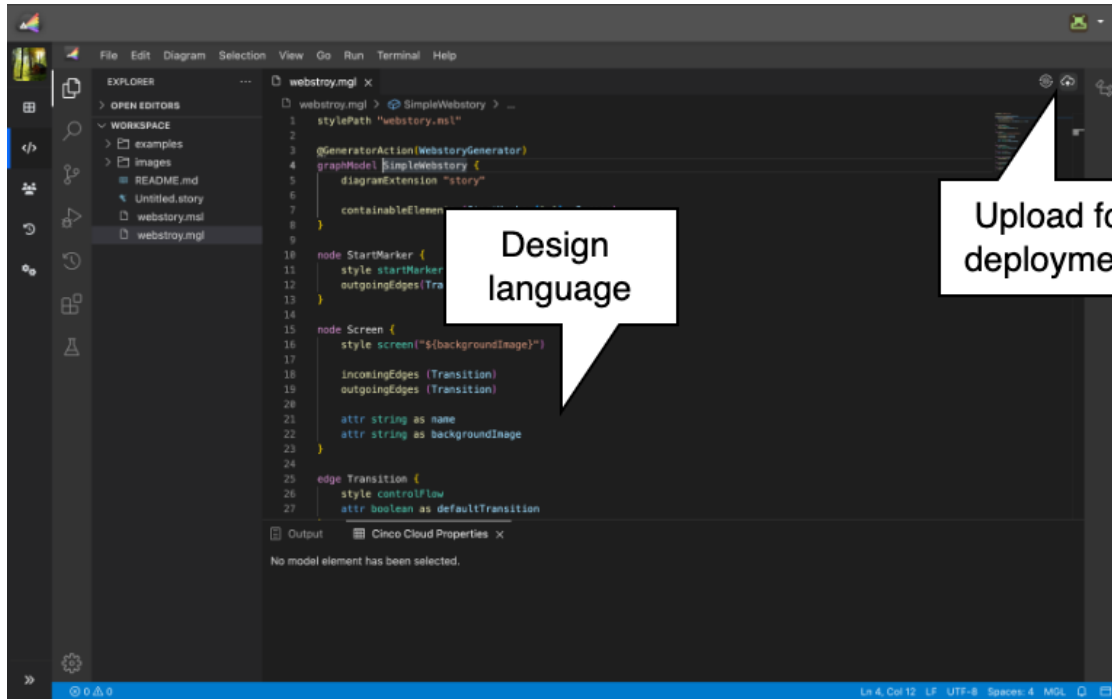 File Edit Diagram Selection View Go Run Terminal Help
EXPLORER ...
webstroy.mgl ×
OPEN EDITORS
WORKSPACE
examples
images
README.md
Untitled.story
webstory.msl
webstroy.mgl
webstroy.mgl > SimpleWebstory > ...
1 stylePath "webstory.msl"
2
3 @GeneratorAction(WebstoryGenerator)
4 graphModel SimpleWebstory {
5 diagramExtension "story"
6
7 containableElemen
8 }
9
10 node StartMarker {
11 style startMarker
12 outgoingEdges(Tra
13 }
14
15 node Screen {
16 style screen("${backgroundImage}")
17
18 incomingEdges (Transition)
19 outgoingEdges (Transition)
20
21 attr string as name
22 attr string as backgroundImage
23 }
24
25 edge Transition {
26 style controlFlow
27 attr boolean as defaultTransition
Design
language
Upload fo
deployme
Output Cinco Cloud Properties ×
No model element has been selected.
0 0
Ln 4, Col 12 LF UTF-8 Spaces: 4 MGL